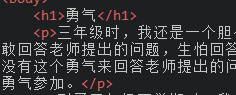 <h1>勇气</h1>
<p>三年级时，我还是一个胆
敢回答老师提出的问题，生怕回答
没有这个勇气来回答老师提出的问
勇气参加。</p>